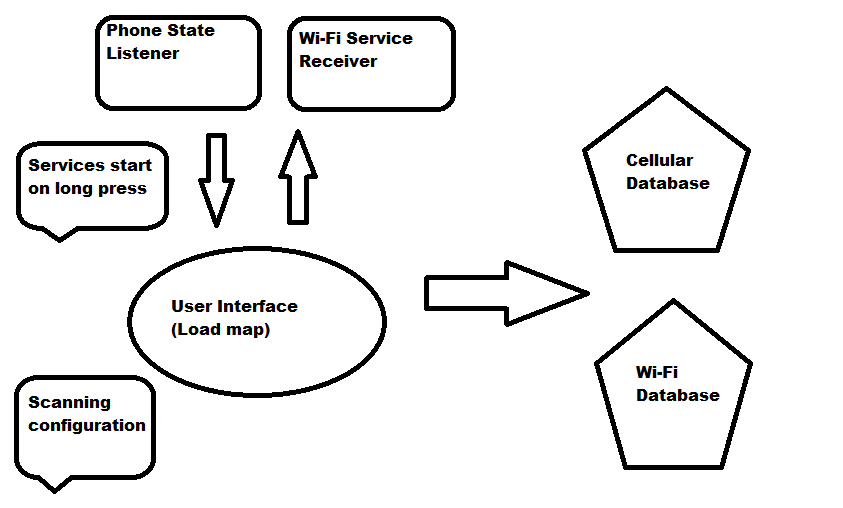 Phone State
Listener
Wi-Fi Service
Receiver
Services start
on long press
Cellular
Database
User Interface
(Load map)
Wi-Fi
Database
Scanning
configuration